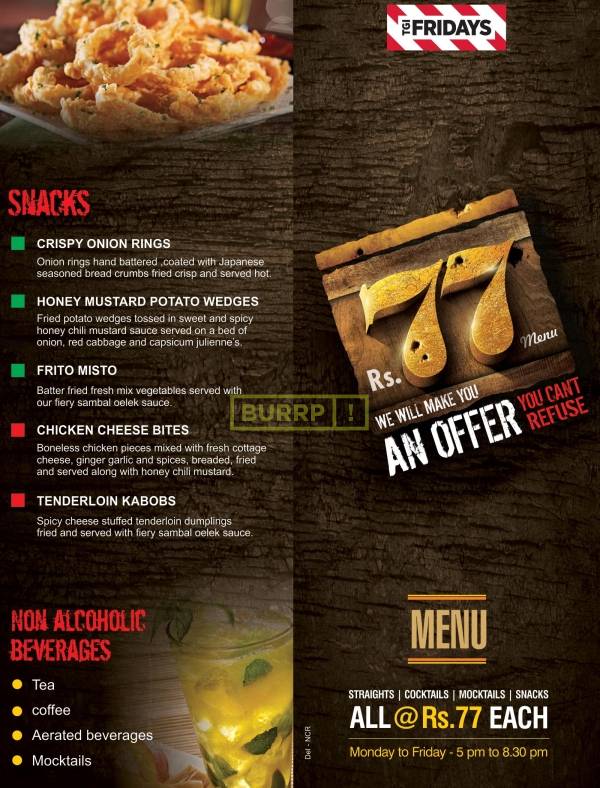 SNACKS
CRISPY ONION RINGS
Onion rings hand battered ,coated with Japanese
seasoned bread crumbs fried crisp and served hot.
HONEY MUSTARD POTATO WEDGES
Fried potato wedges tossed in sweet and spicy
honey chili mustard sauce served on a bed of
onion, red cabbage and capsicum julienne's.
FRITO MISTO
Batter fried fresh mix vegetables served with
our fiery sambal oelek sauce.
CHICKEN CHEESE BITES
Boneless chicken pieces mixed with fresh cottage
cheese, ginger garlic and spices, breaded, fried
and served along with honey chili mustard.
TENDERLOIN KABOBS
Spicy cheese stuffed tenderloin dumplings
fried and served with fiery sambal oelek sauce.
NON ALCOHOLIC
BEVERAGES
Tea
coffee
Aerated beverages
Mocktails
BURRP !
Del - NCR
TGI FRIDAYS
77
Rs.
Menu
WE WILL MAKE YOU
AN OFFER
YOU CAN'T
REFUSE
MENU
STRAIGHTS | COCKTAILS | MOCKTAILS | SNACKS
ALL @ Rs.77 EACH
Monday to Friday - 5 pm to 8.30 pm